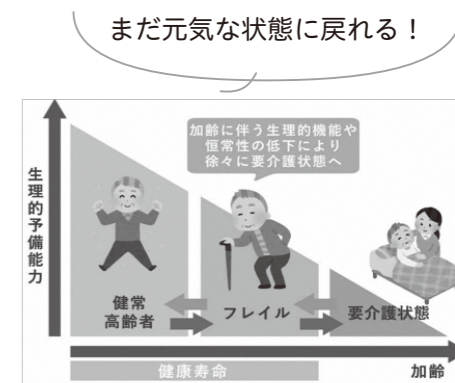 まだ元気な状態に戻れる！
加齢に伴う生理的機能や
恒常性の低下により
徐々に要介護状態へ
生理的予備能力
健常
高齢者
フレイル
要介護状態
健康寿命
加齢